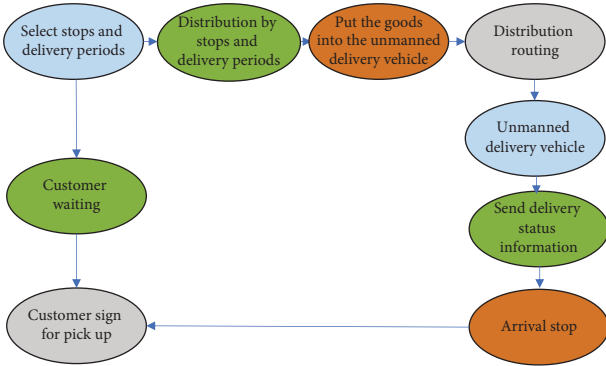 Select stops and
delivery periods
Distribution by
stops and
delivery periods
Put the goods
into the unmanned
delivery vehicle
Distribution
routing
Unmanned
delivery vehicle
Customer
waiting
Send delivery
status
information
Customer sign
for pick up
Arrival stop